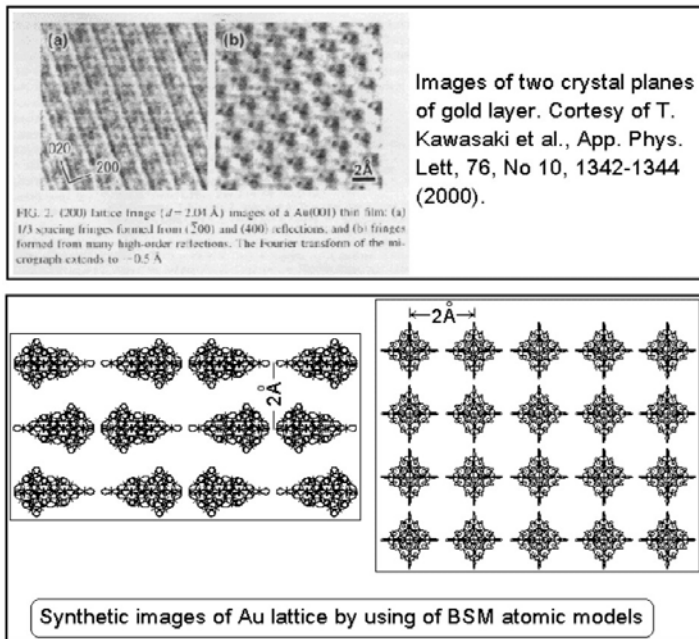 (a)
(b)
020
200
2Å
FIG. 2. (200) lattice fringe (d=2.04 Å) images of a Au(001) thin film: (a)
1/3 spacing fringes formed from (2̅00) and (400) reflections, and (b) fringes
formed from many high-order reflections. The Fourier transform of the mi-
crograph extends to ~0.5 Å
Images of two crystal planes
of gold layer. Cortesy of T.
Kawasaki et al., App. Phys.
Lett, 76, No 10, 1342-1344
(2000).
2Å
2Å
Synthetic images of Au lattice by using of BSM atomic models